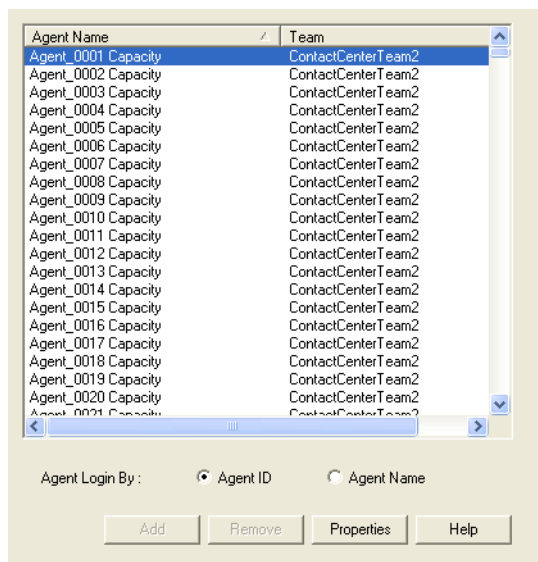 Agent Name Team
Agent_0001 Capacity ContactCenterTeam2
Agent_0002 Capacity ContactCenterTeam2
Agent_0003 Capacity ContactCenterTeam2
Agent_0004 Capacity ContactCenterTeam2
Agent_0005 Capacity ContactCenterTeam2
Agent_0006 Capacity ContactCenterTeam2
Agent_0007 Capacity ContactCenterTeam2
Agent_0008 Capacity ContactCenterTeam2
Agent_0009 Capacity ContactCenterTeam2
Agent_0010 Capacity ContactCenterTeam2
Agent_0011 Capacity ContactCenterTeam2
Agent_0012 Capacity ContactCenterTeam2
Agent_0013 Capacity ContactCenterTeam2
Agent_0014 Capacity ContactCenterTeam2
Agent_0015 Capacity ContactCenterTeam2
Agent_0016 Capacity ContactCenterTeam2
Agent_0017 Capacity ContactCenterTeam2
Agent_0018 Capacity ContactCenterTeam2
Agent_0019 Capacity ContactCenterTeam2
Agent_0020 Capacity ContactCenterTeam2
Agent_0021 Capacity ContactCenterTeam2
Agent Login By : Agent ID Agent Name
Add Remove Properties Help